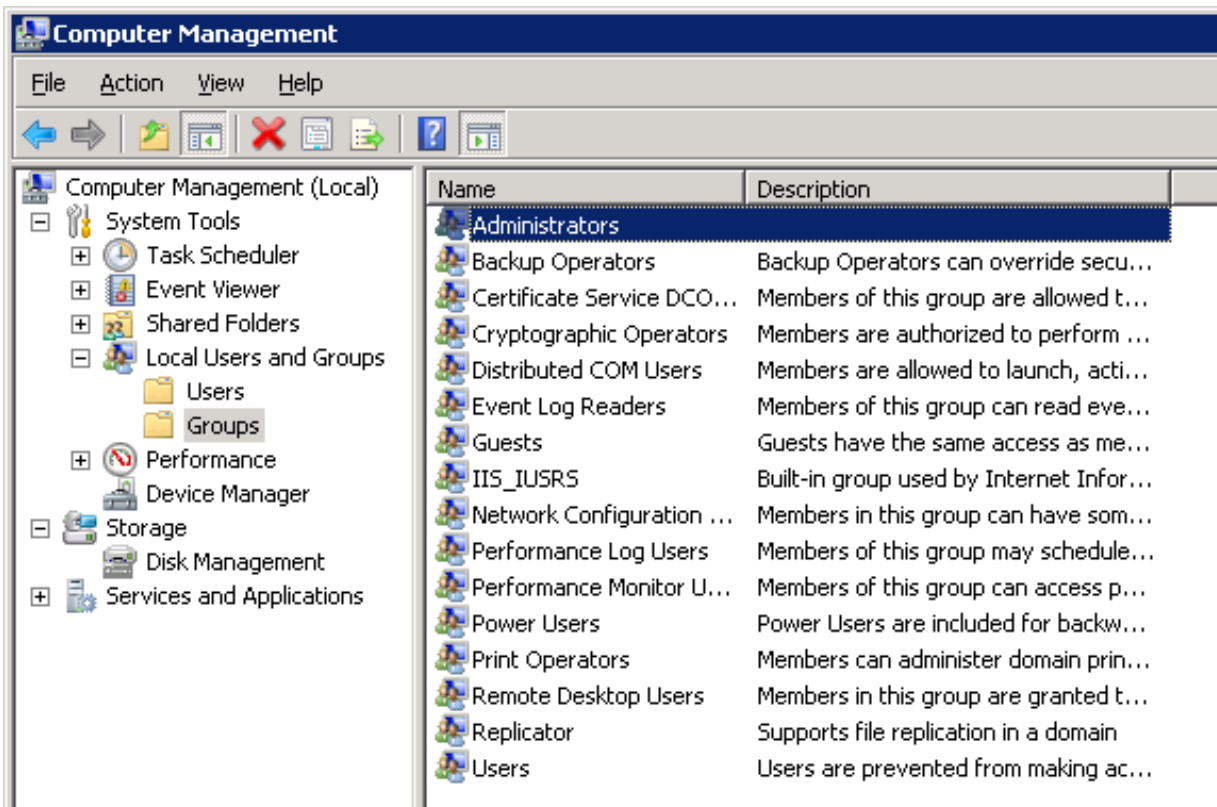 Computer Management
File Action View Help
Computer Management (Local)
System Tools
Task Scheduler
Event Viewer
Shared Folders
Local Users and Groups
Users
Groups
Performance
Device Manager
Storage
Disk Management
Services and Applications
Name Description
Administrators
Backup Operators Backup Operators can override secu...
Certificate Service DCO... Members of this group are allowed t...
Cryptographic Operators Members are authorized to perform ...
Distributed COM Users Members are allowed to launch, acti...
Event Log Readers Members of this group can read eve...
Guests Guests have the same access as me...
IIS_IUSRS Built-in group used by Internet Infor...
Network Configuration ... Members in this group can have som...
Performance Log Users Members of this group may schedule...
Performance Monitor U... Members of this group can access p...
Power Users Power Users are included for backw...
Print Operators Members can administer domain prin...
Remote Desktop Users Members in this group are granted t...
Replicator Supports file replication in a domain
Users Users are prevented from making ac...